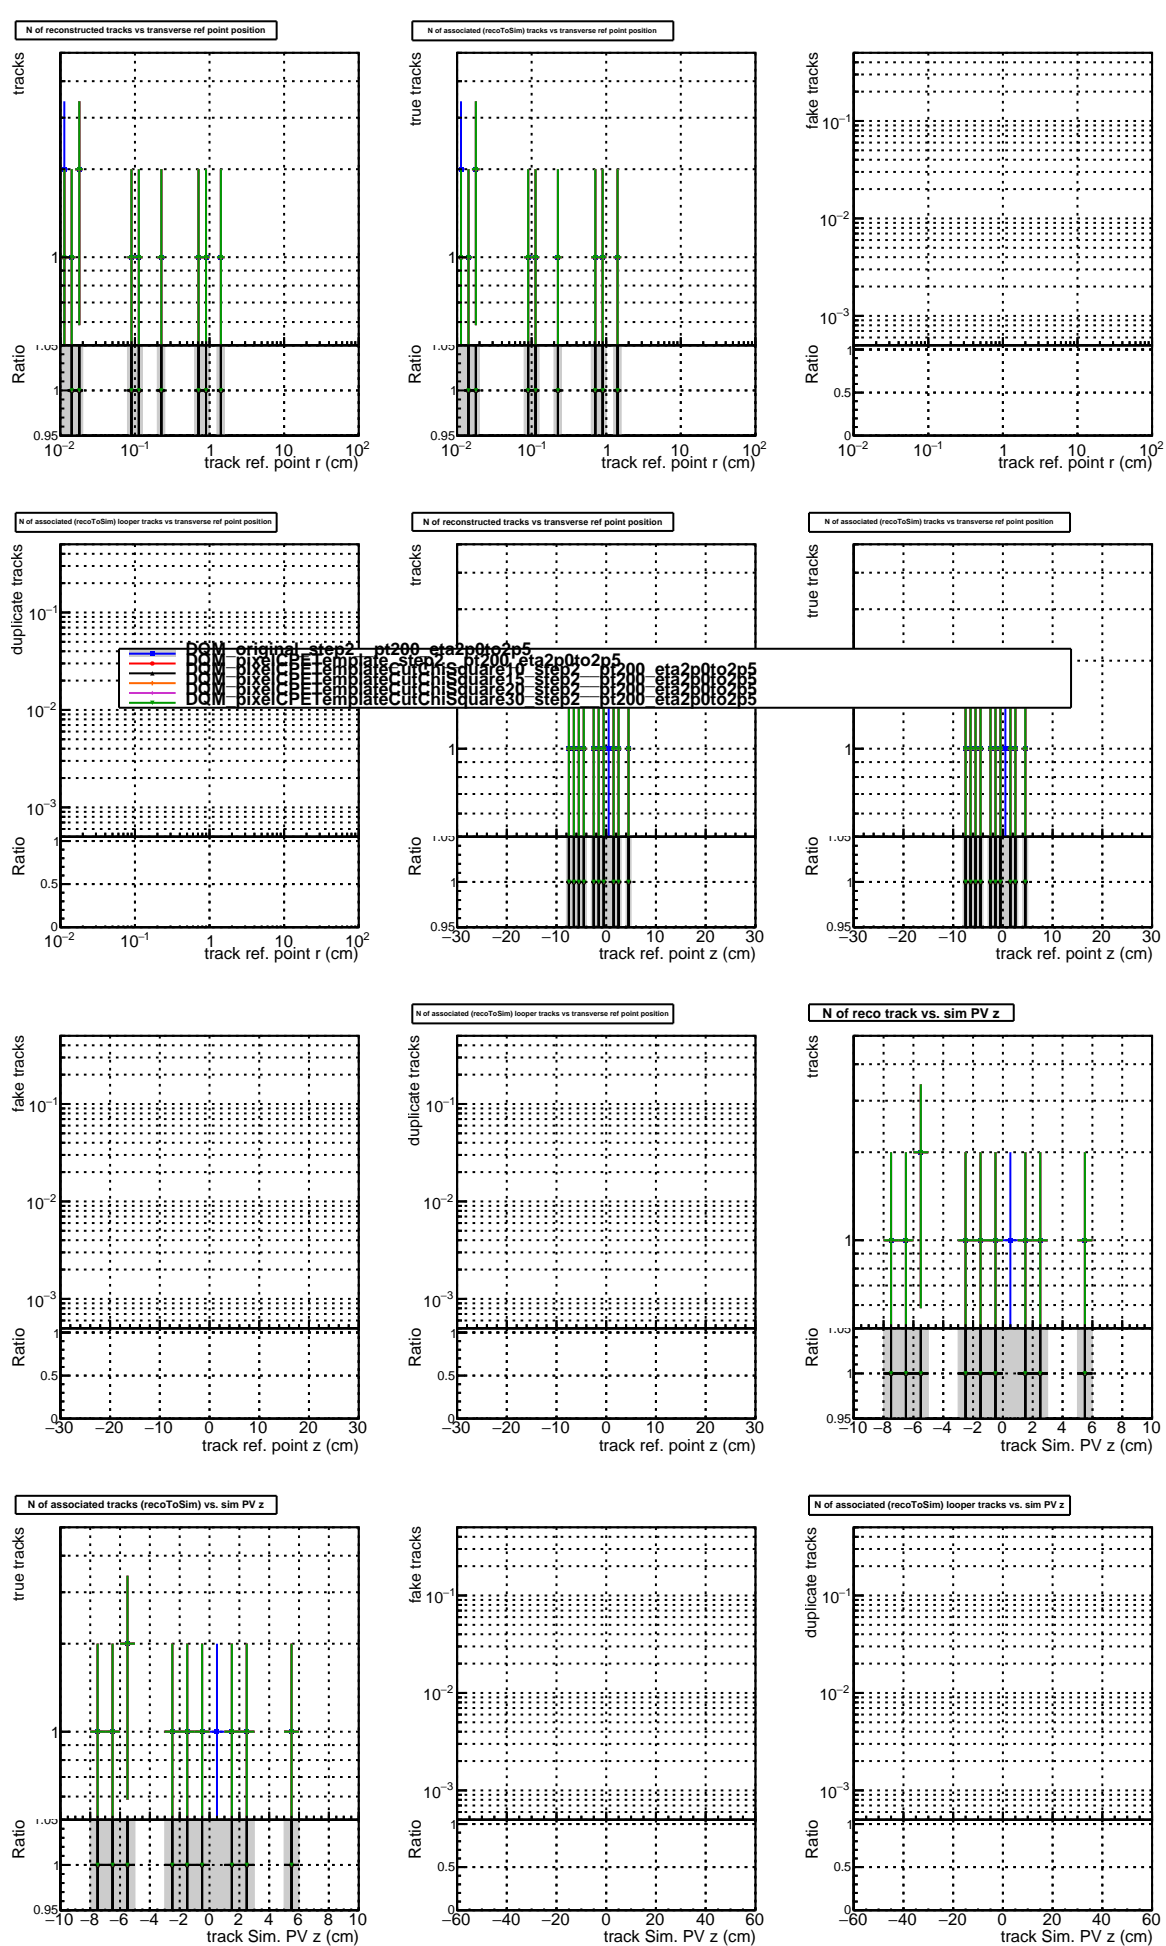 N of reconstructed tracks vs transverse ref point position
tracks
1
1.05
Ratio
1
0.95
10−2 10−1 1 10 102
track ref. point r (cm)
N of associated (recoToSim) tracks vs transverse ref point position
true tracks
1
1.05
Ratio
1
0.95
10−2 10−1 1 10 102
track ref. point r (cm)
fake tracks
10−1
10−2
10−3
Ratio
1
0.5
0
10−2 10−1 1 10 102
track ref. point r (cm)
N of associated (recoToSim) looper tracks vs transverse ref point position
duplicate tracks
10−1
10−2
10−3
Ratio
1
0.5
0
10−2 10−1 1 10 102
track ref. point r (cm)
N of reconstructed tracks vs transverse ref point position
tracks
1
1.05
Ratio
1
0.95
−30 −20 −10 0 10 20 30
track ref. point z (cm)
N of associated (recoToSim) tracks vs transverse ref point position
true tracks
1
1.05
Ratio
1
0.95
−30 −20 −10 0 10 20 30
track ref. point z (cm)
DQM_original_step2__pt200_eta2p0to2p5
DQM_pixelCPETemplate_step2__pt200_eta2p0to2p5
DQM_pixelCPETemplateCutChiSquare10_step2__pt200_eta2p0to2p5
DQM_pixelCPETemplateCutChiSquare15_step2__pt200_eta2p0to2p5
DQM_pixelCPETemplateCutChiSquare20_step2__pt200_eta2p0to2p5
DQM_pixelCPETemplateCutChiSquare30_step2__pt200_eta2p0to2p5
fake tracks
10−1
10−2
10−3
Ratio
1
0.5
0
−30 −20 −10 0 10 20 30
track ref. point z (cm)
N of associated (recoToSim) looper tracks vs transverse ref point position
duplicate tracks
10−1
10−2
10−3
Ratio
1
0.5
0
−30 −20 −10 0 10 20 30
track ref. point z (cm)
N of reco track vs. sim PV z
tracks
1
1.05
Ratio
1
0.95
−10 −8 −6 −4 −2 0 2 4 6 8 10
track Sim. PV z (cm)
N of associated tracks (recoToSim) vs. sim PV z
true tracks
1
1.05
Ratio
1
0.95
−10 −8 −6 −4 −2 0 2 4 6 8 10
track Sim. PV z (cm)
fake tracks
10−1
10−2
10−3
Ratio
1
0.5
0
−60 −40 −20 0 20 40 60
track Sim. PV z (cm)
N of associated (recoToSim) looper tracks vs. sim PV z
duplicate tracks
10−1
10−2
10−3
Ratio
1
0.5
0
−60 −40 −20 0 20 40 60
track Sim. PV z (cm)